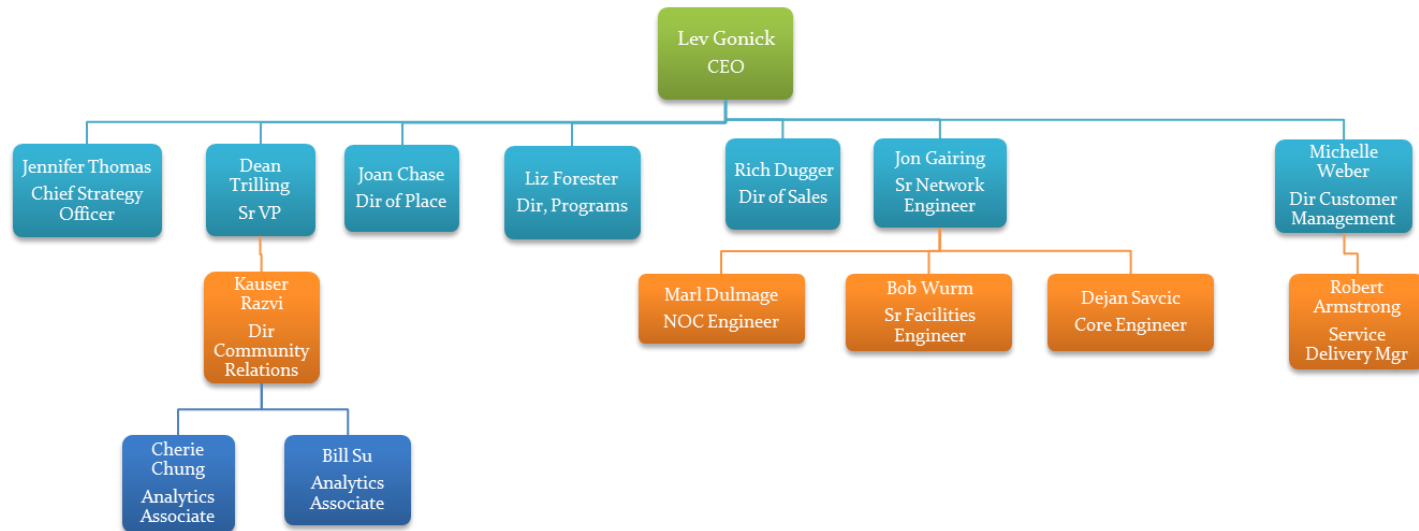 Lev Gonick
CEO
Jennifer Thomas
Chief Strategy
Officer
Dean
Trilling
Sr VP
Joan Chase
Dir of Place
Liz Forester
Dir, Programs
Rich Dugger
Dir of Sales
Jon Gairing
Sr Network
Engineer
Michelle
Weber
Dir Customer
Management
Kauser
Razvi
Dir
Community
Relations
Marl Dulmage
NOC Engineer
Bob Wurm
Sr Facilities
Engineer
Dejan Savcic
Core Engineer
Robert
Armstrong
Service
Delivery Mgr
Cherie
Chung
Analytics
Associate
Bill Su
Analytics
Associate